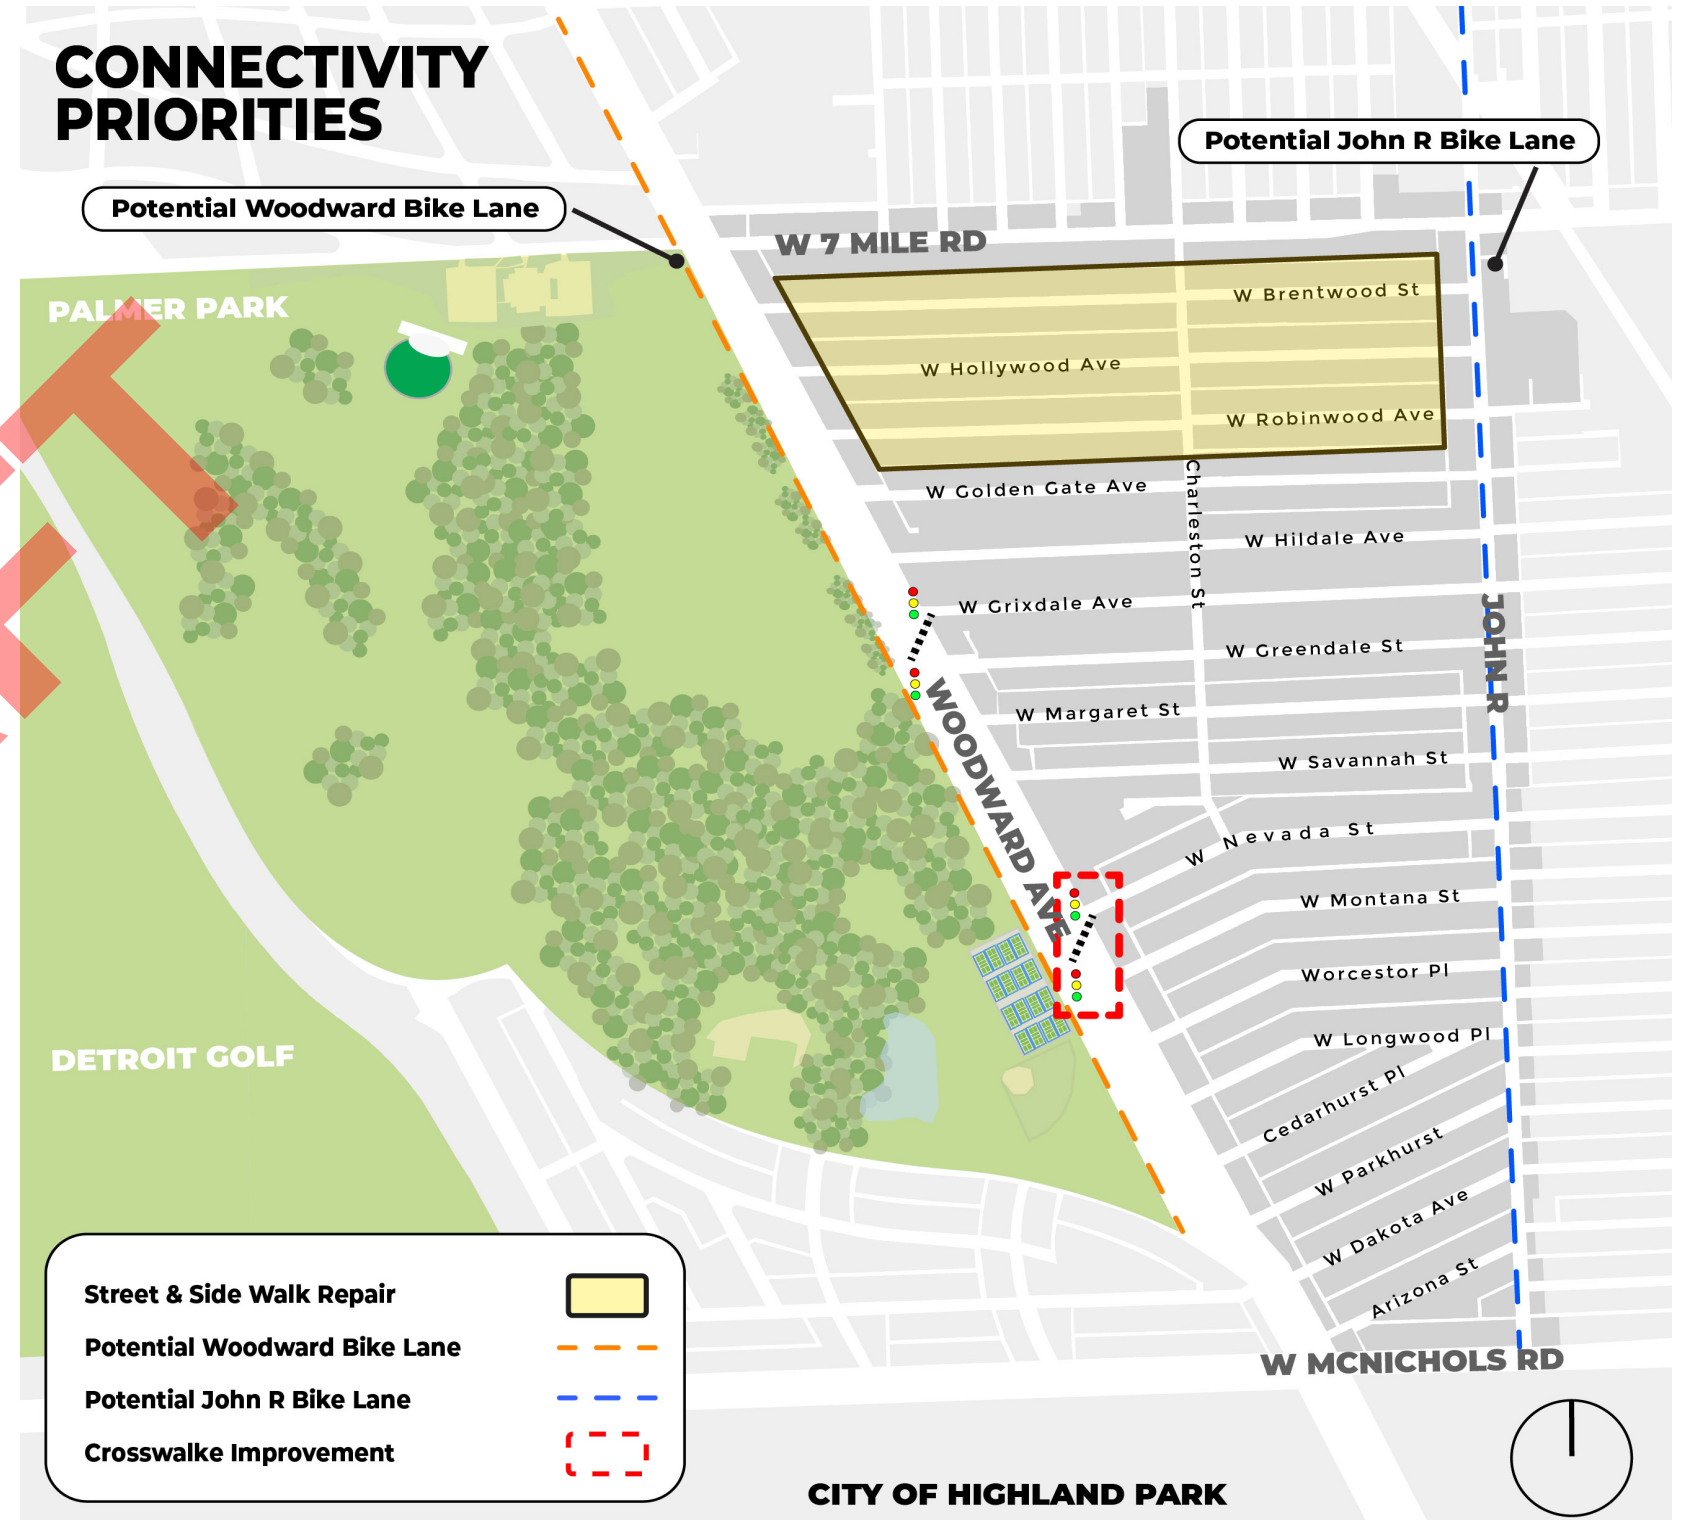 CONNECTIVITY
PRIORITIES
Potential John R Bike Lane
Potential Woodward Bike Lane
W 7 MILE RD
PALMER PARK
W Brentwood St
W Hollywood Ave
W Robinwood Ave
W Golden Gate Ave
Charleston St
W Hildale Ave
W Grixdale Ave
JOHN R
W Greendale St
WOODWARD AVE
W Margaret St
W Savannah St
W Nevada St
W Montana St
Worcestor Pl
W Longwood Pl
DETROIT GOLF
Cedarhurst Pl
W Parkhurst
W Dakota Ave
Arizona St
W MCNICHOLS RD
Street & Side Walk Repair
Potential Woodward Bike Lane
Potential John R Bike Lane
Crosswalke Improvement
CITY OF HIGHLAND PARK